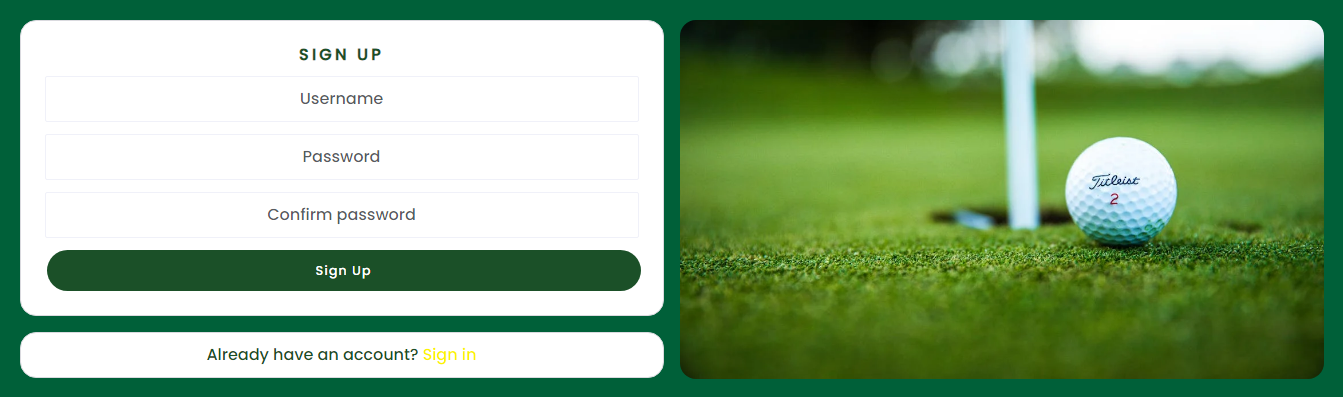 SIGN UP
Username
Password
Confirm password
Sign Up
Already have an account? Sign in
Titleist
2